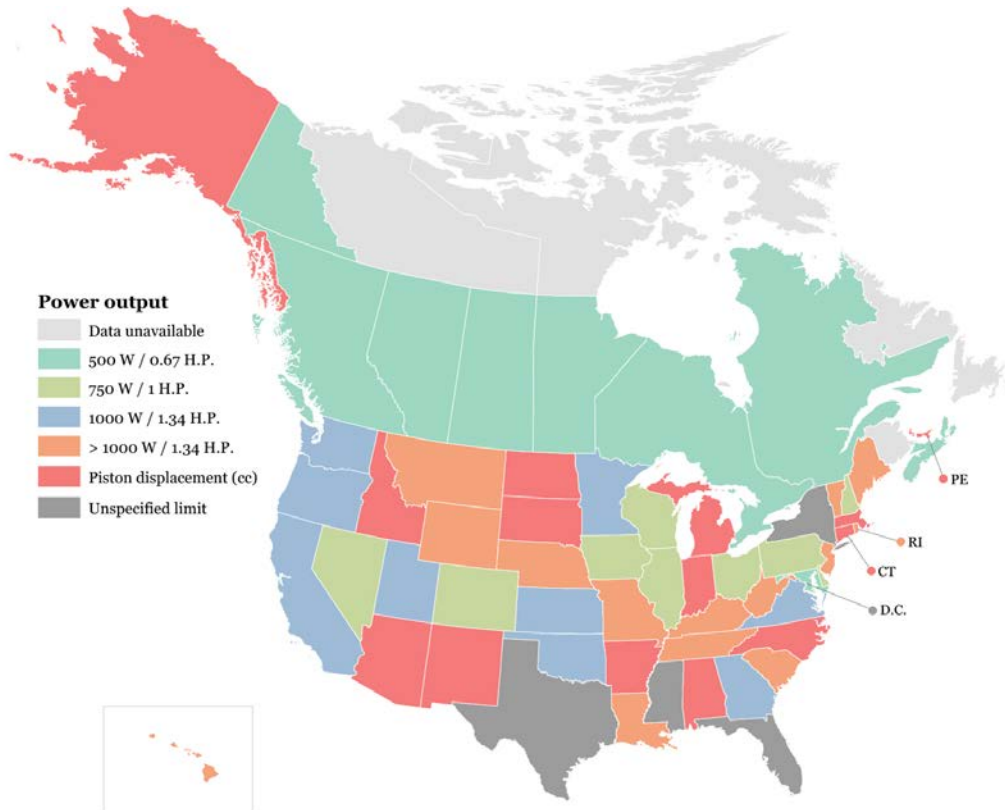 Power output
Data unavailable
500 W / 0.67 H.P.
750 W / 1 H.P.
1000 W / 1.34 H.P.
> 1000 W / 1.34 H.P.
Piston displacement (cc)
Unspecified limit
PE
RI
CT
D.C.